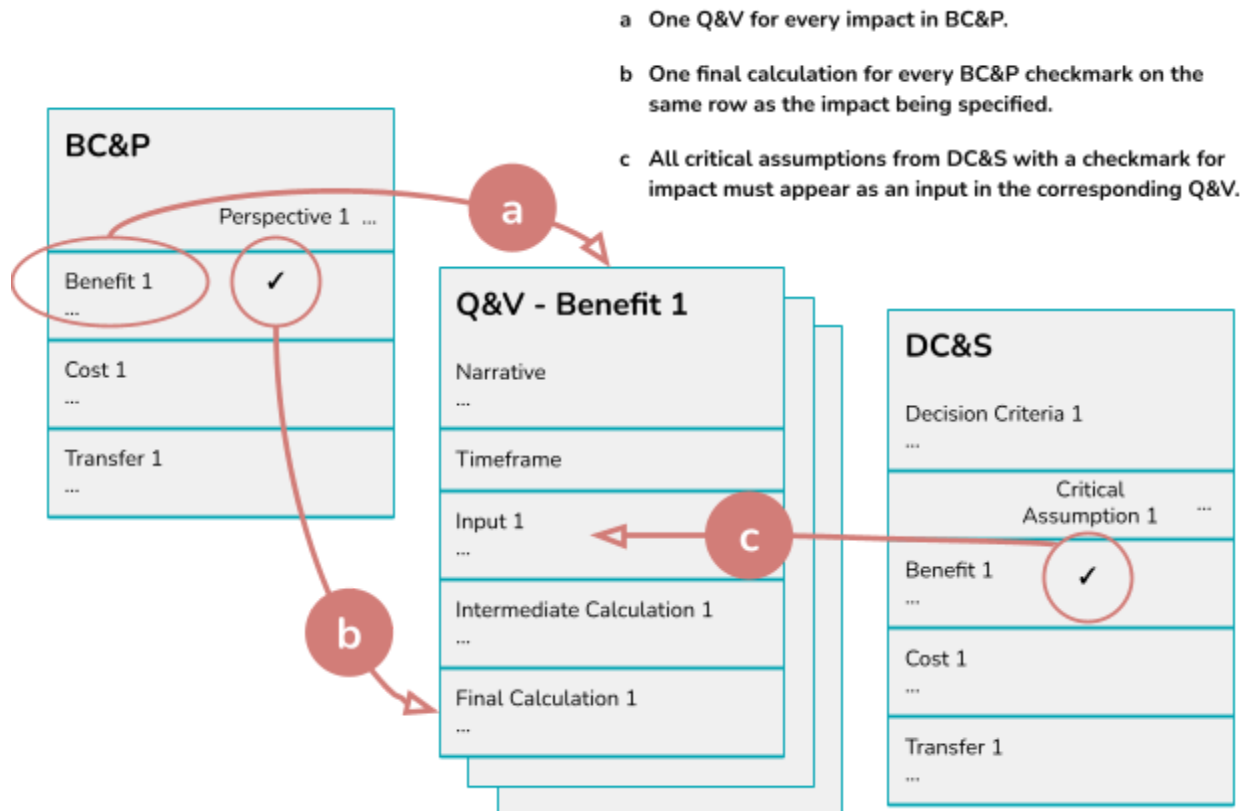 a One Q&V for every impact in BC&P.
b One final calculation for every BC&P checkmark on the
same row as the impact being specified.
c All critical assumptions from DC&S with a checkmark for
impact must appear as an input in the corresponding Q&V.
BC&P
Perspective 1 ...
Benefit 1 ✓
...
Cost 1
...
Transfer 1
...
a
b
c
Q&V - Benefit 1
Narrative
...
Timeframe
Input 1
...
Intermediate Calculation 1
...
Final Calculation 1
...
DC&S
Decision Criteria 1
...
Critical
Assumption 1 ...
Benefit 1 ✓
...
Cost 1
...
Transfer 1
...